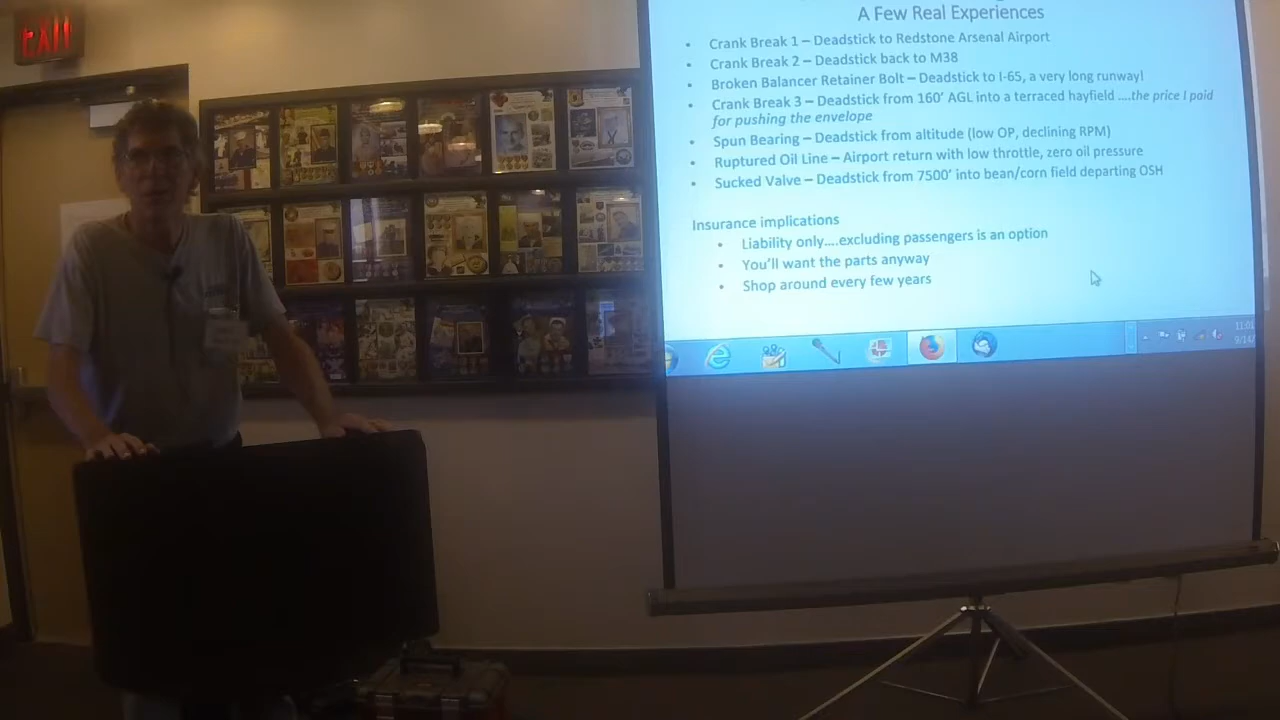 EXIT
A Few Real Experiences
• Crank Break 1 – Deadstick to Redstone Arsenal Airport
• Crank Break 2 – Deadstick back to M38
• Broken Balancer Retainer Bolt – Deadstick to I-65, a very long runway!
• Crank Break 3 – Deadstick from 160' AGL into a terraced hayfield ....the price I paid
for pushing the envelope
• Spun Bearing – Deadstick from altitude (low OP, declining RPM)
• Ruptured Oil Line – Airport return with low throttle, zero oil pressure
• Sucked Valve – Deadstick from 7500' into bean/corn field departing OSH
Insurance implications
• Liability only....excluding passengers is an option
• You'll want the parts anyway
• Shop around every few years